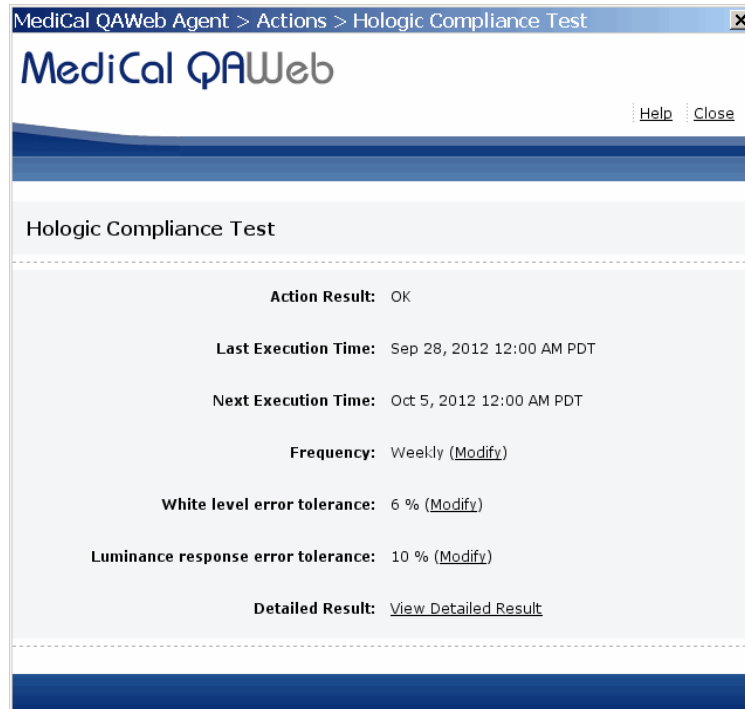 MediCal QAWeb Agent > Actions > Hologic Compliance Test
MediCal QAWeb
Help Close
Hologic Compliance Test
Action Result: OK
Last Execution Time: Sep 28, 2012 12:00 AM PDT
Next Execution Time: Oct 5, 2012 12:00 AM PDT
Frequency: Weekly (Modify)
White level error tolerance: 6 % (Modify)
Luminance response error tolerance: 10 % (Modify)
Detailed Result: View Detailed Result